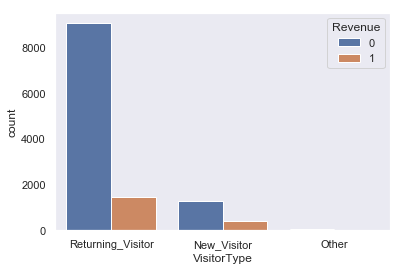 Revenue
0
1
8000
6000
4000
2000
0
count
Returning_Visitor
New_Visitor
Other
VisitorType